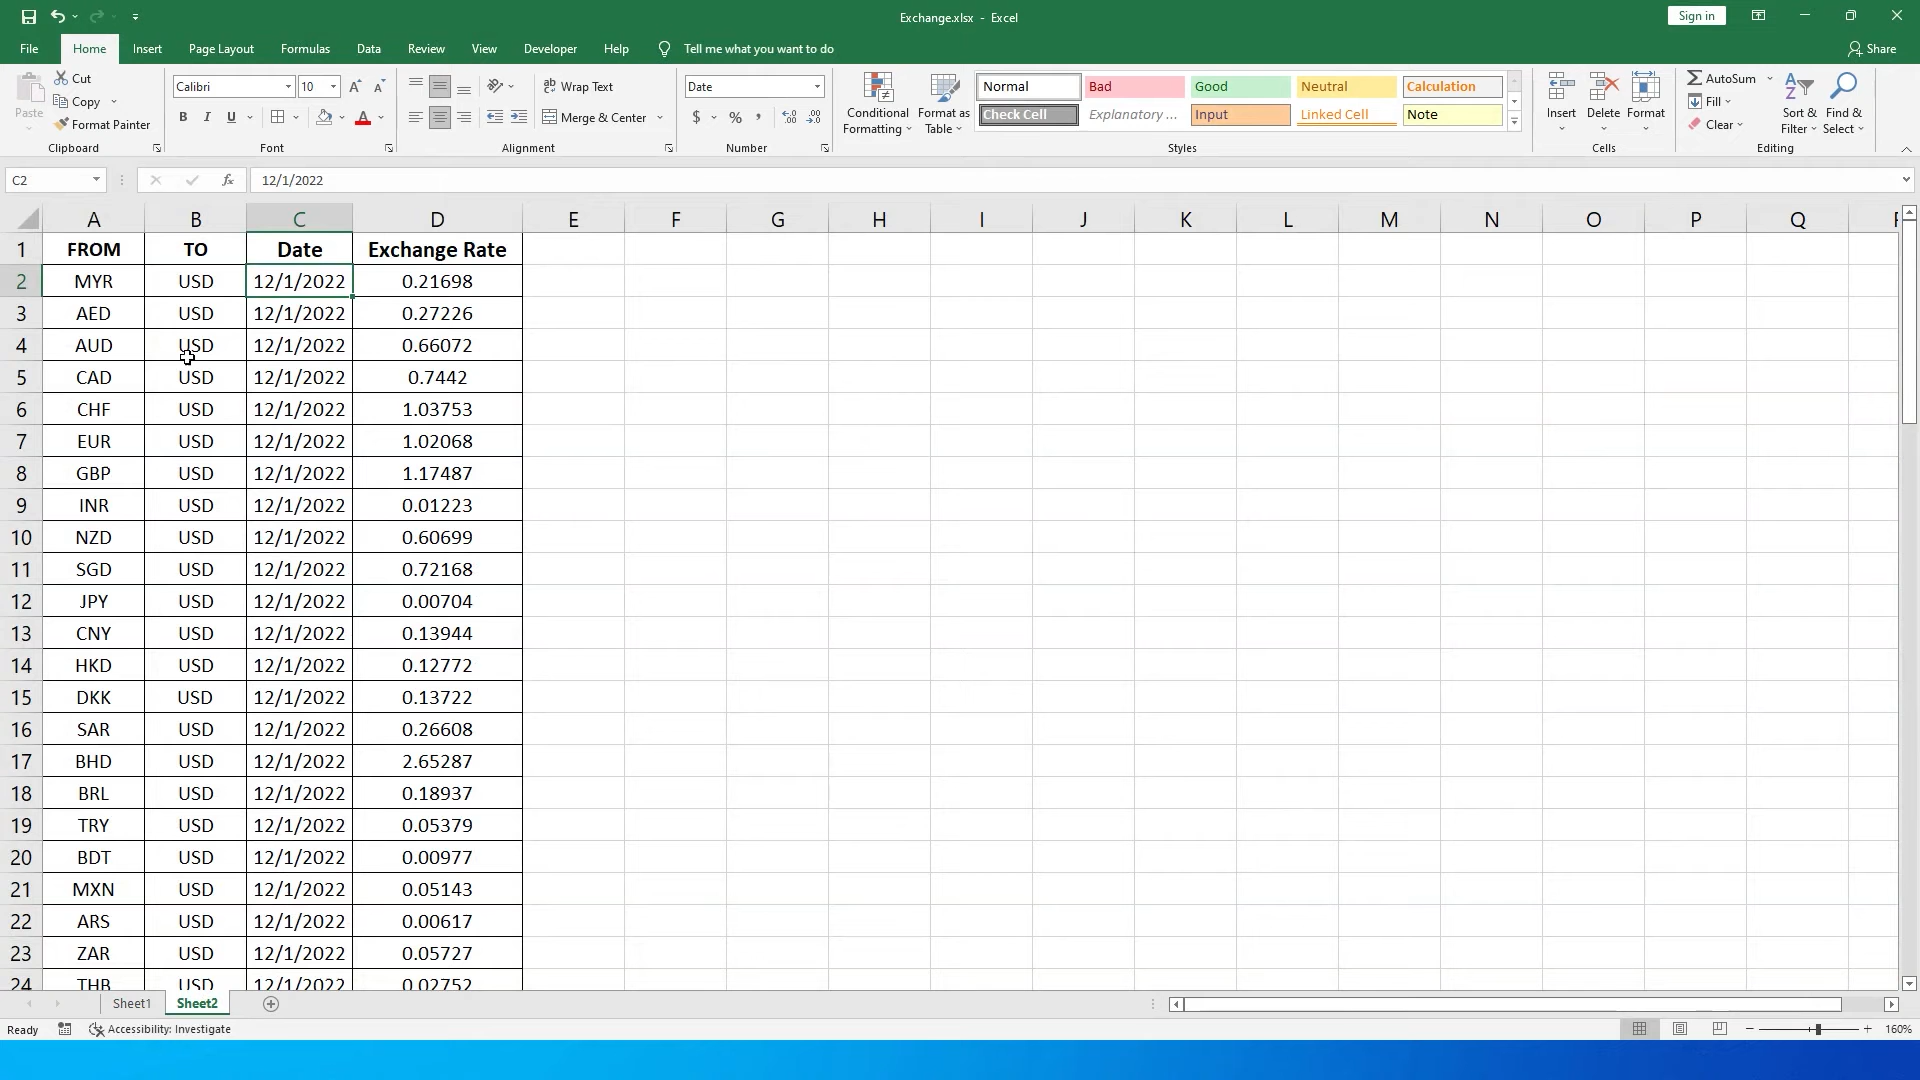 Exchange.xlsx - Excel
Sign in
File Home Insert Page Layout Formulas Data Review View Developer Help Tell me what you want to do Share
Paste
Cut
Copy
Format Painter
Clipboard
Calibri 10
B I U
Font
Wrap Text
Merge & Center
Alignment
Date
$ % ,
Number
Conditional Formatting
Format as Table
Normal Bad Good Neutral Calculation
Check Cell Explanatory ... Input Linked Cell Note
Styles
Insert Delete Format
Cells
AutoSum
Fill
Clear
Sort & Filter
Find & Select
Editing
C2 fx 12/1/2022
A B C D E F G H I J K L M N O P Q
1 FROM TO Date Exchange Rate
2 MYR USD 12/1/2022 0.21698
3 AED USD 12/1/2022 0.27226
4 AUD USD 12/1/2022 0.66072
5 CAD USD 12/1/2022 0.7442
6 CHF USD 12/1/2022 1.03753
7 EUR USD 12/1/2022 1.02068
8 GBP USD 12/1/2022 1.17487
9 INR USD 12/1/2022 0.01223
10 NZD USD 12/1/2022 0.60699
11 SGD USD 12/1/2022 0.72168
12 JPY USD 12/1/2022 0.00704
13 CNY USD 12/1/2022 0.13944
14 HKD USD 12/1/2022 0.12772
15 DKK USD 12/1/2022 0.13722
16 SAR USD 12/1/2022 0.26608
17 BHD USD 12/1/2022 2.65287
18 BRL USD 12/1/2022 0.18937
19 TRY USD 12/1/2022 0.05379
20 BDT USD 12/1/2022 0.00977
21 MXN USD 12/1/2022 0.05143
22 ARS USD 12/1/2022 0.00617
23 ZAR USD 12/1/2022 0.05727
24 THB USD 12/1/2022 0.02752
Sheet1 Sheet2
Ready Accessibility: Investigate 160%